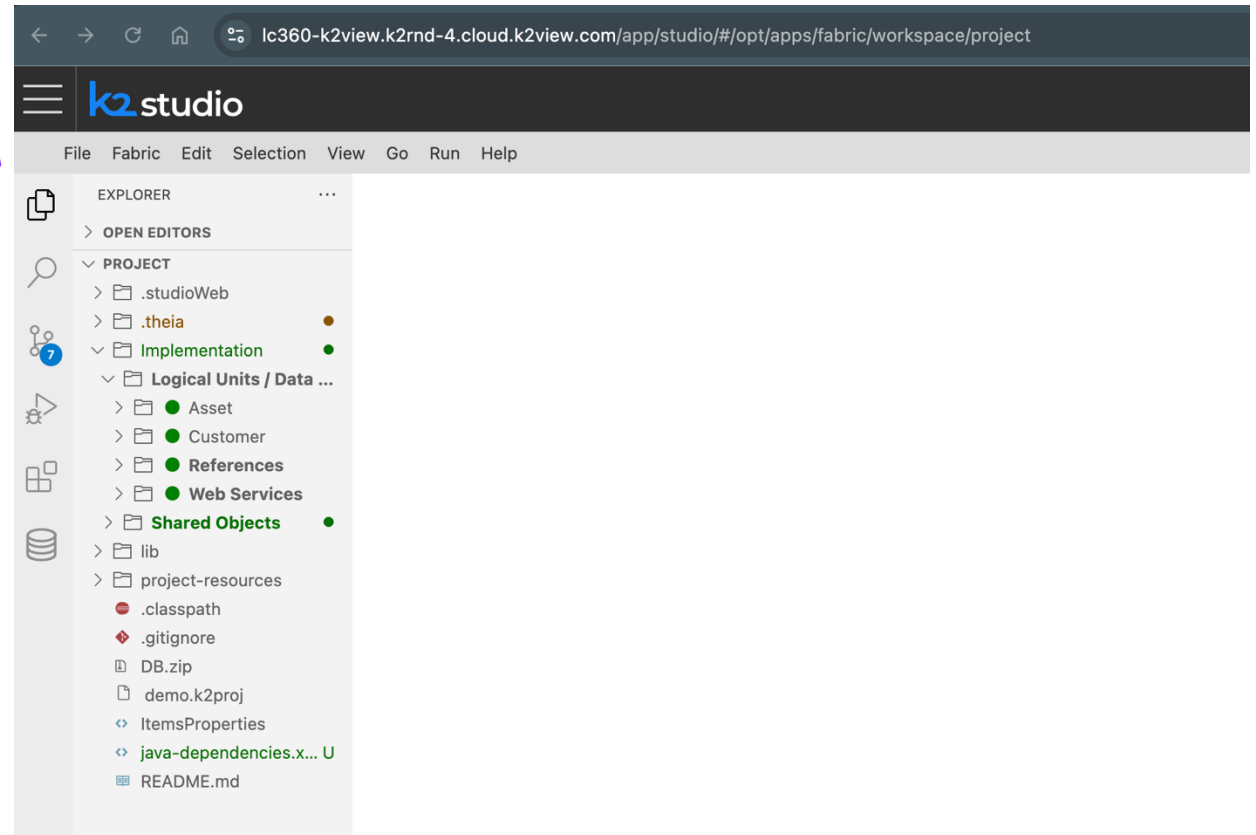 lc360-k2view.k2rnd-4.cloud.k2view.com/app/studio/#/opt/apps/fabric/workspace/project
k2 studio
File Fabric Edit Selection View Go Run Help
EXPLORER ...
OPEN EDITORS
PROJECT
.studioWeb
.theia
Implementation
7
Logical Units / Data ...
Asset
Customer
References
Web Services
Shared Objects
lib
project-resources
.classpath
.gitignore
DB.zip
demo.k2proj
ItemsProperties
java-dependencies.x... U
README.md